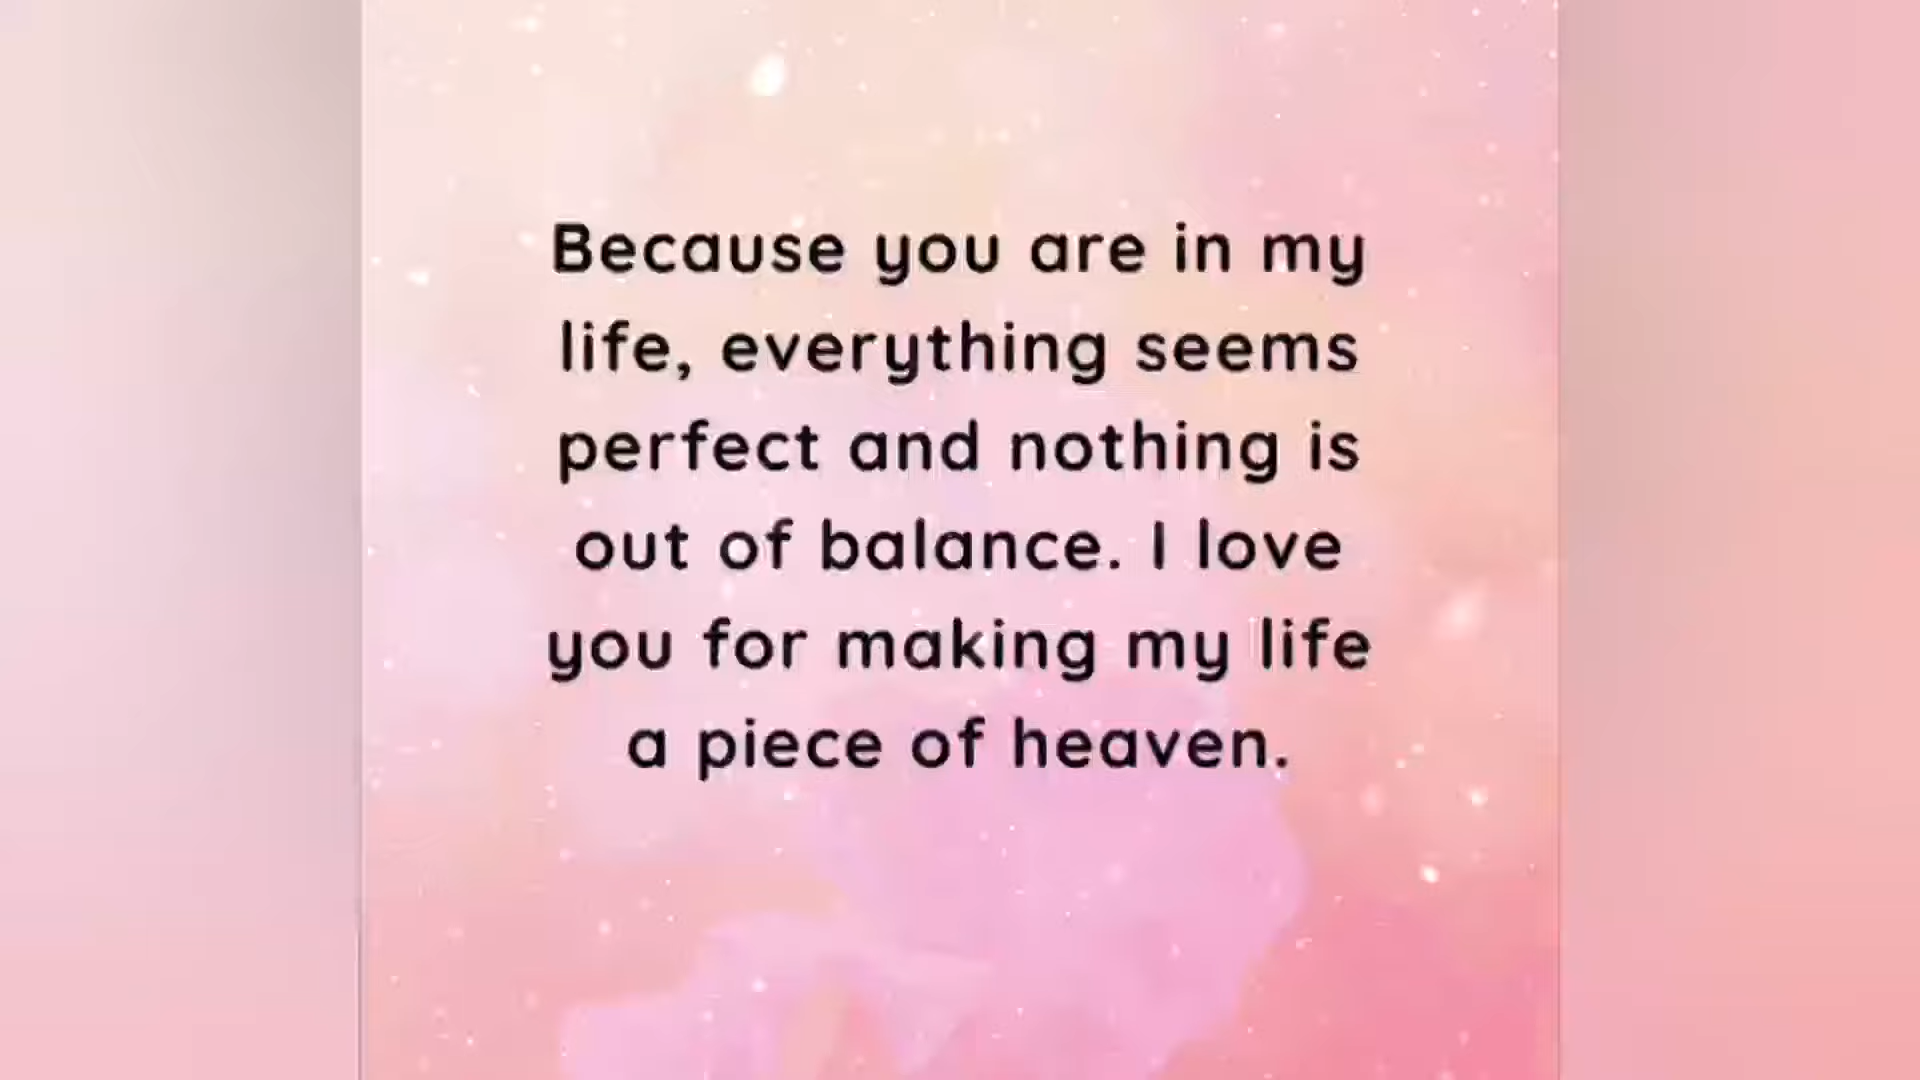 Because you are in my
life, everything seems
perfect and nothing is
out of balance. I love
you for making my life
a piece of heaven.